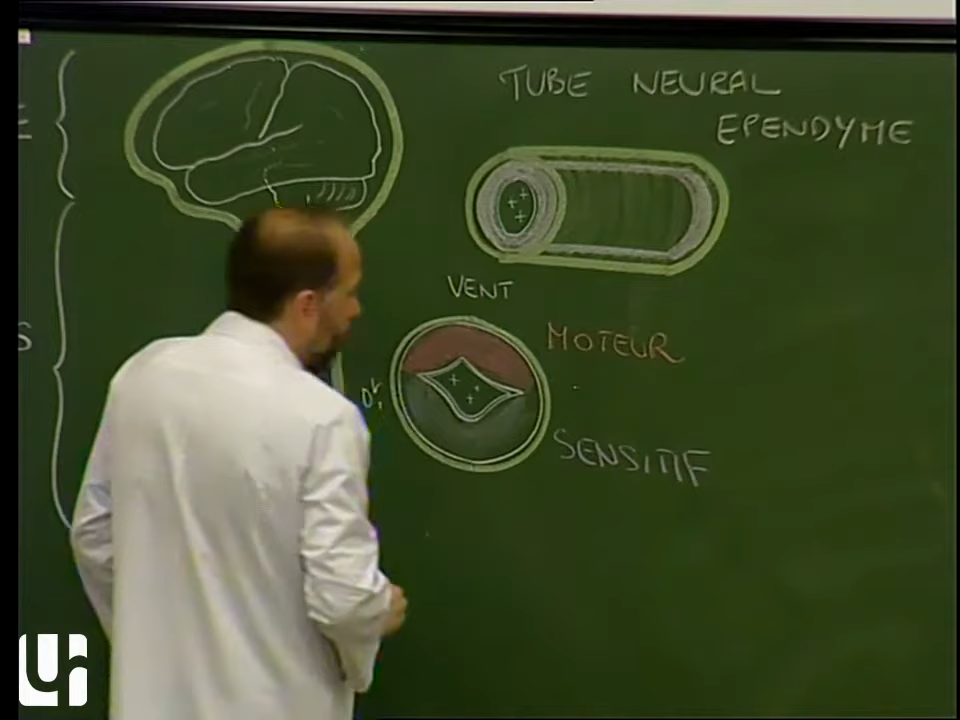 TUBE NEURAL
EPENDYME
VENT
MOTEUR
SENSITIF